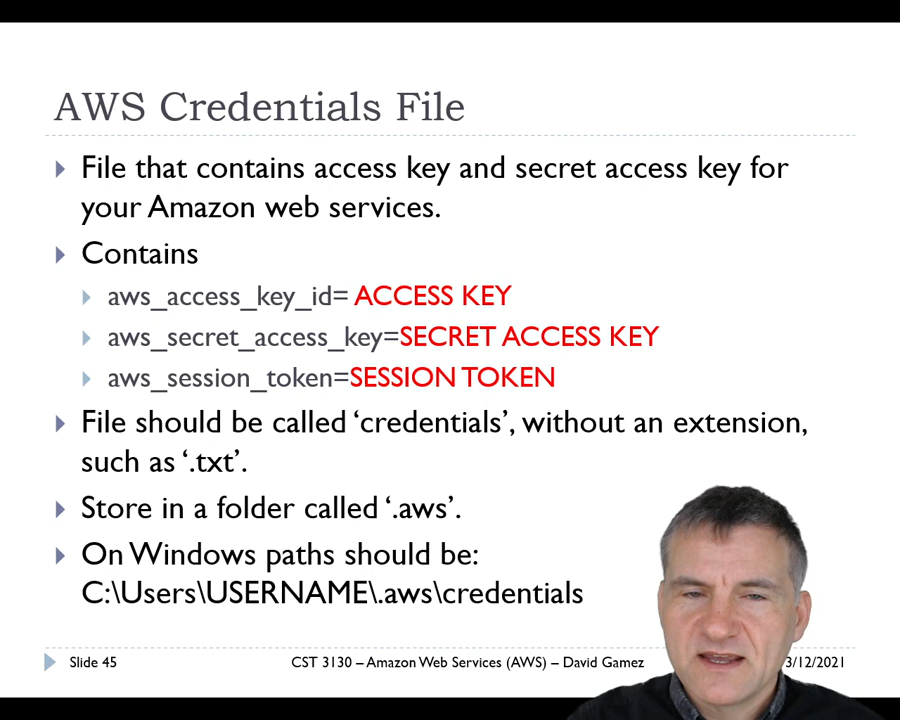 AWS Credentials File
File that contains access key and secret access key for
your Amazon web services.
Contains
aws_access_key_id= ACCESS KEY
aws_secret_access_key=SECRET ACCESS KEY
aws_session_token=SESSION TOKEN
File should be called ‘credentials’, without an extension,
such as ‘.txt’.
Store in a folder called ‘.aws’.
On Windows paths should be:
C:\Users\USERNAME\.aws\credentials
Slide 45 CST 3130 – Amazon Web Services (AWS) – David Gamez 3/12/2021